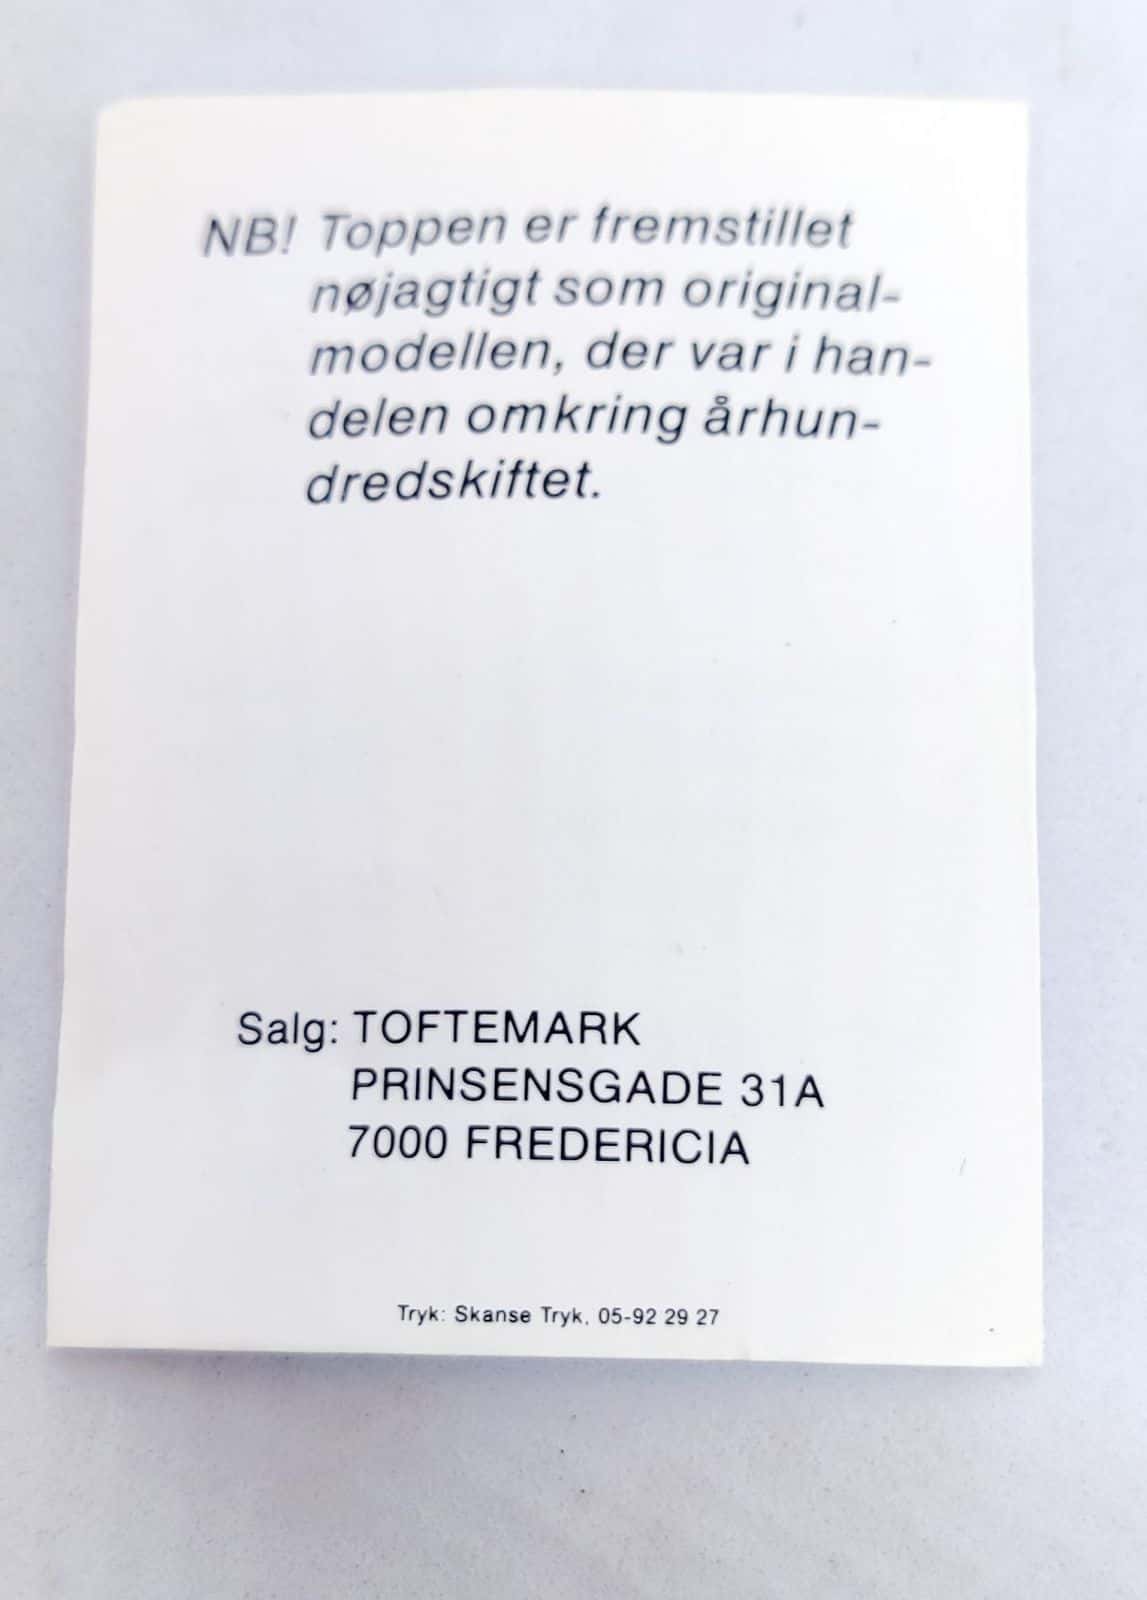 NB! Toppen er fremstillet
nøjagtigt som original-
modellen, der var i han-
delen omkring århun-
dredskiftet.
Salg: TOFTEMARK
PRINSENSGADE 31A
7000 FREDERICIA
Tryk: Skanse Tryk, 05-92 29 27